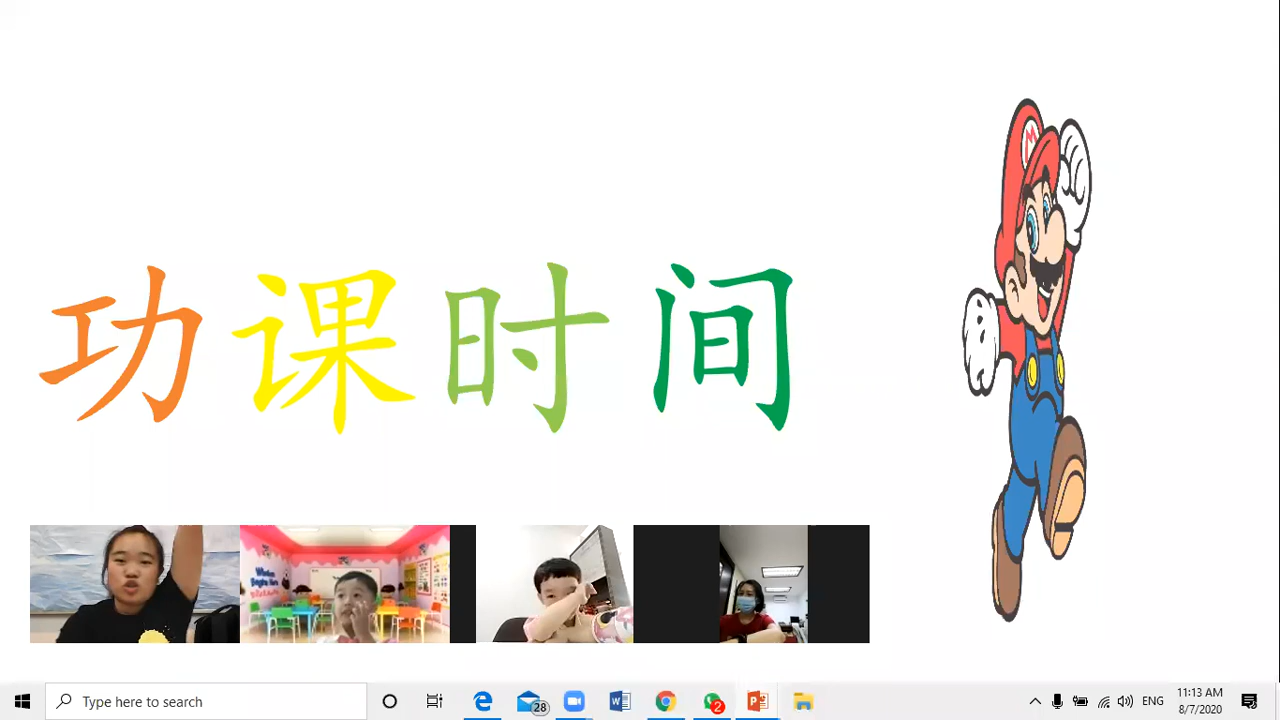 M
功课时间
Type here to search
28
W
2
P
ENG
11:13 AM
8/7/2020